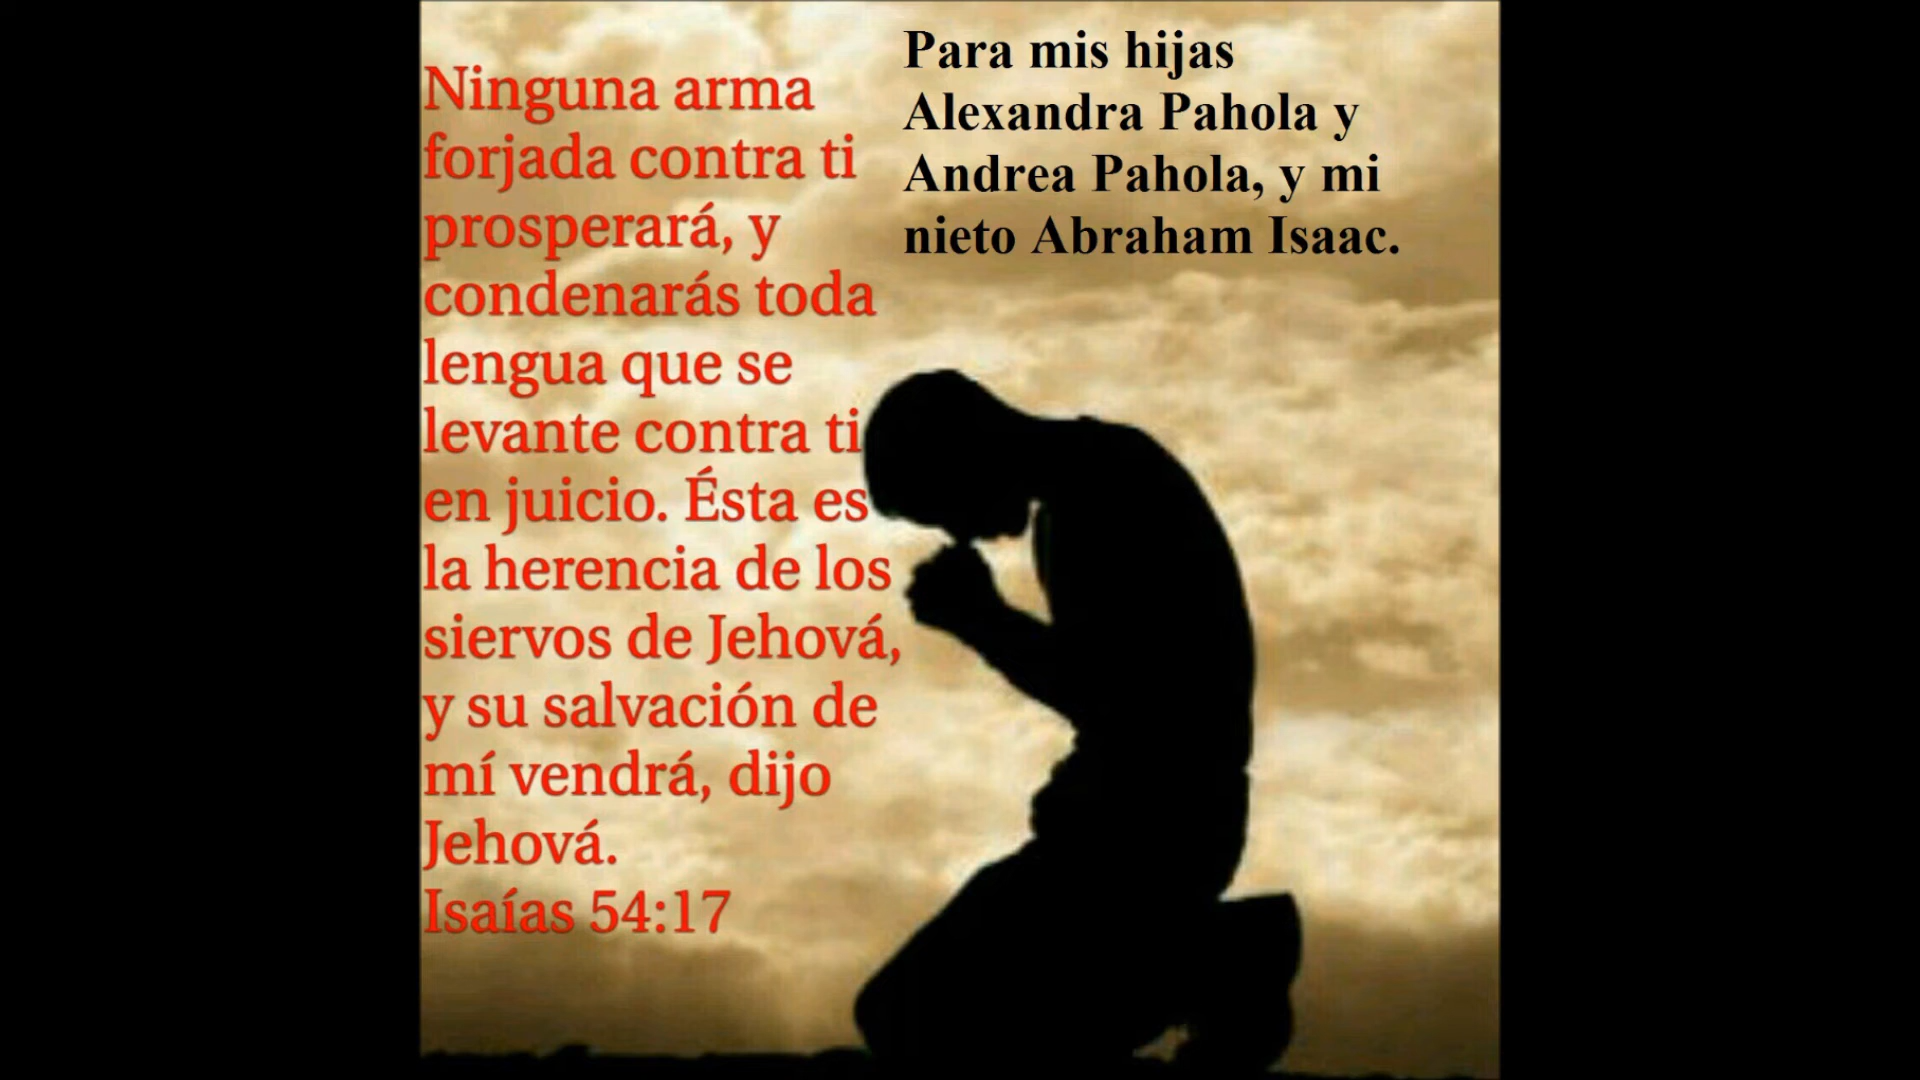 Ninguna arma
forjada contra ti
prosperará, y
condenarás toda
lengua que se
levante contra ti
en juicio. Ésta es
la herencia de los
siervos de Jehová,
y su salvación de
mí vendrá, dijo
Jehová.
Isaías 54:17
Para mis hijas
Alexandra Pahola y
Andrea Pahola, y mi
nieto Abraham Isaac.